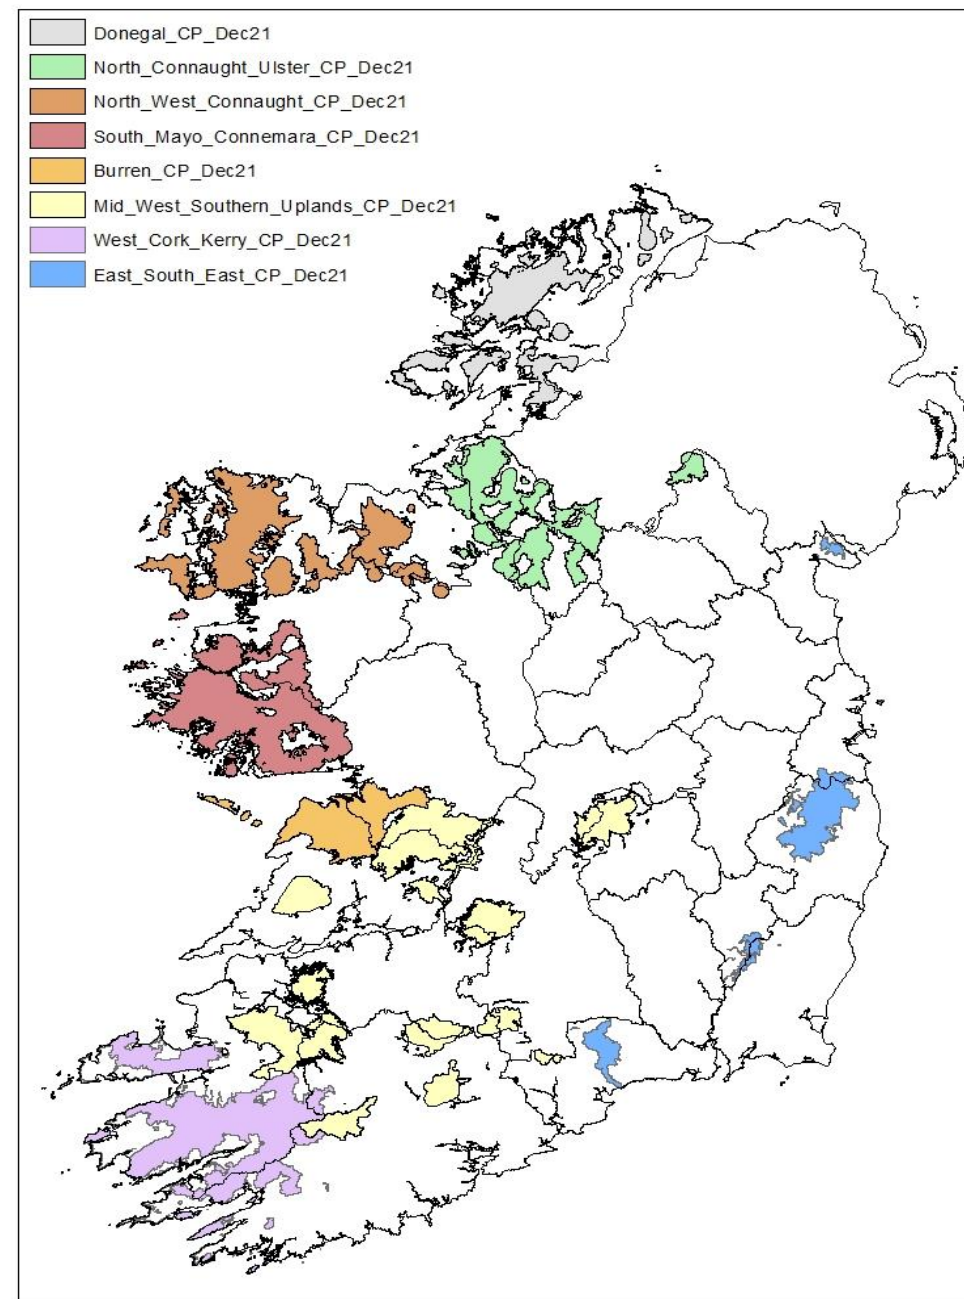 Donegal_CP_Dec21
North_Connaught_Ulster_CP_Dec21
North_West_Connaught_CP_Dec21
South_Mayo_Connemara_CP_Dec21
Burren_CP_Dec21
Mid_West_Southern_Uplands_CP_Dec21
West_Cork_Kerry_CP_Dec21
East_South_East_CP_Dec21